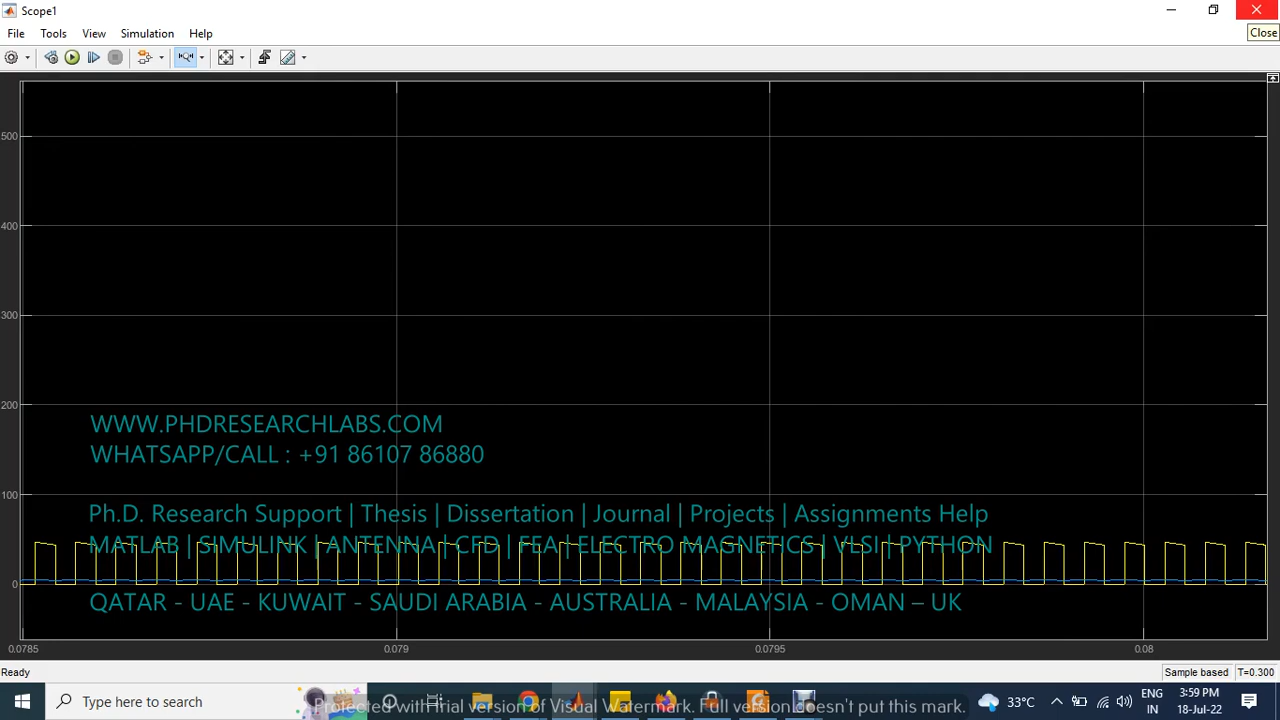 Scope1
Close
File Tools View Simulation Help
500
400
300
200
100
0
WWW.PHDRESEARCHLABS.COM
WHATSAPP/CALL : +91 86107 86880
Ph.D. Research Support | Thesis | Dissertation | Journal | Projects | Assignments Help
MATLAB | SIMULINK | ANTENNA | CFD | FEA | ELECTRO MAGNETICS | VLSI | PYTHON
QATAR - UAE - KUWAIT - SAUDI ARABIA - AUSTRALIA - MALAYSIA - OMAN – UK
0.0785 0.079 0.0795 0.08
Ready Sample based T=0.300
Type here to search
Protected with trial version of Visual Watermark. Full version doesn't put this mark.
33°C
ENG
IN
3:59 PM
18-Jul-22